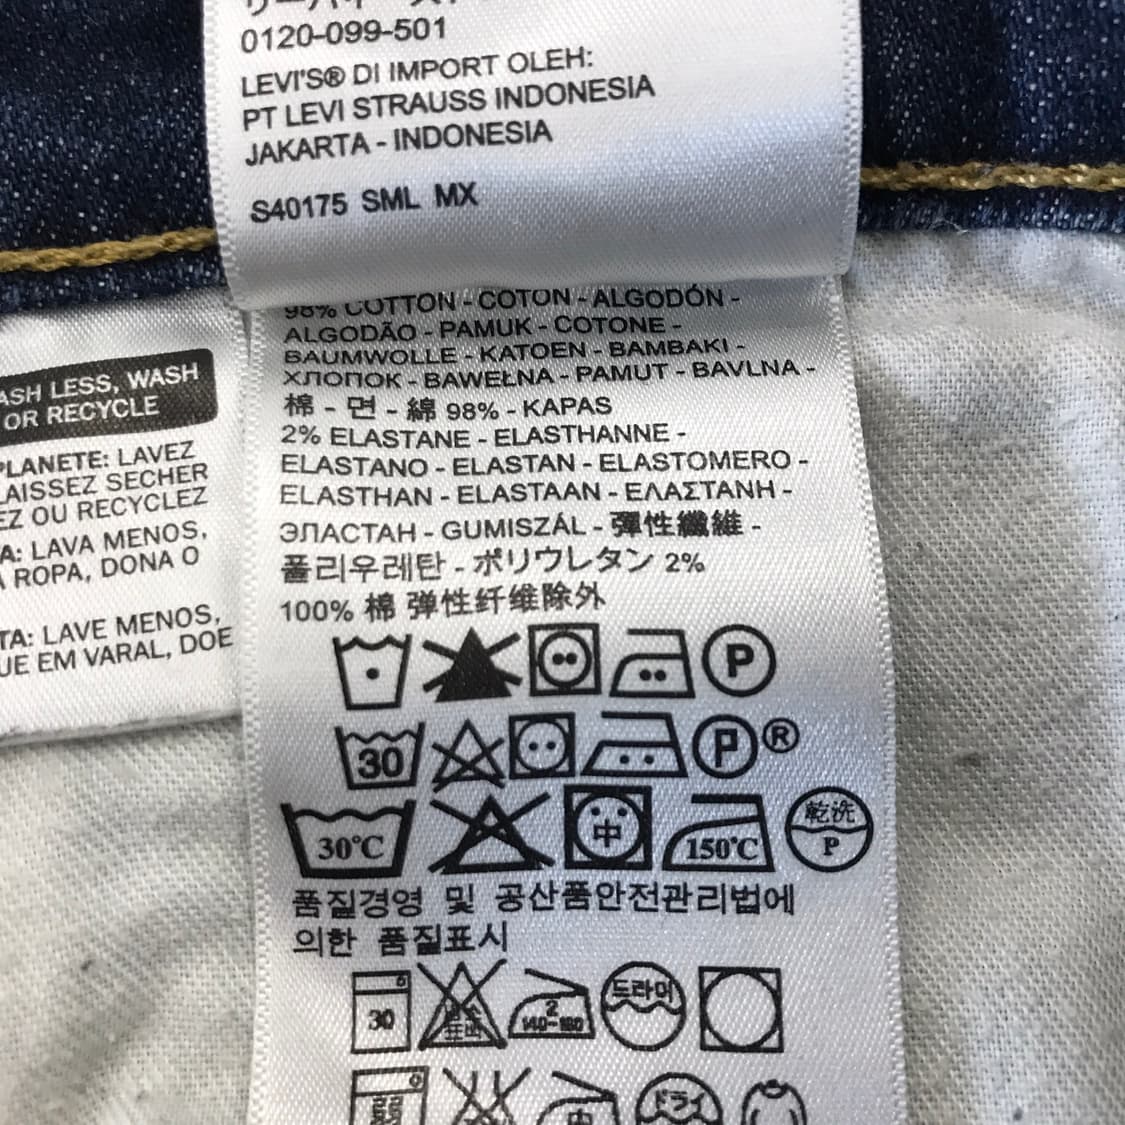 0120-099-501
LEVI'S® DI IMPORT OLEH:
PT LEVI STRAUSS INDONESIA
JAKARTA - INDONESIA
S40175 SML MX
98% COTTON - COTON - ALGODÓN -
ALGODÃO - PAMUK - COTONE -
BAUMWOLLE - KATOEN - BAMBAKI -
ХЛОПОК - BAWEŁNA - PAMUT - BAVLNA -
棉 - 면 - 綿 98% - KAPAS
2% ELASTANE - ELASTHANNE -
ELASTANO - ELASTAN - ELASTOMERO -
ELASTHAN - ELASTAAN - ΕΛΑΣΤΑΝΗ -
ЭЛАСТАН - GUMISZÁL - 彈性纖維 -
폴리우레탄 - ポリウレタン 2%
100% 棉 弹性纤维除外
P
30 P ®
30°C 中 150°C 乾洗 P
품질경영 및 공산품안전관리법에
의한 품질표시
30 2 140-160 드라이
中 ドライ
ASH LESS, WASH
OR RECYCLE
PLANETE: LAVEZ
LAISSEZ SECHER
EZ OU RECYCLEZ
A: LAVA MENOS,
ROPA, DONA O
TA: LAVE MENOS,
UE EM VARAL, DOE